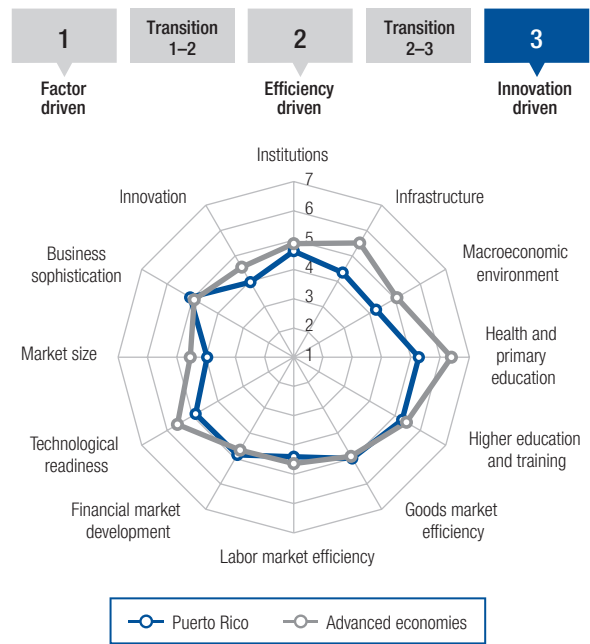 1
Transition
1–2
2
Transition
2–3
3
Factor
driven
Efficiency
driven
Innovation
driven
Institutions
Infrastructure
Macroeconomic
environment
Health and
primary
education
Higher education
and training
Goods market
efficiency
Labor market efficiency
Financial market
development
Technological
readiness
Market size
Business
sophistication
Innovation
7
6
5
4
3
2
1
Puerto Rico
Advanced economies